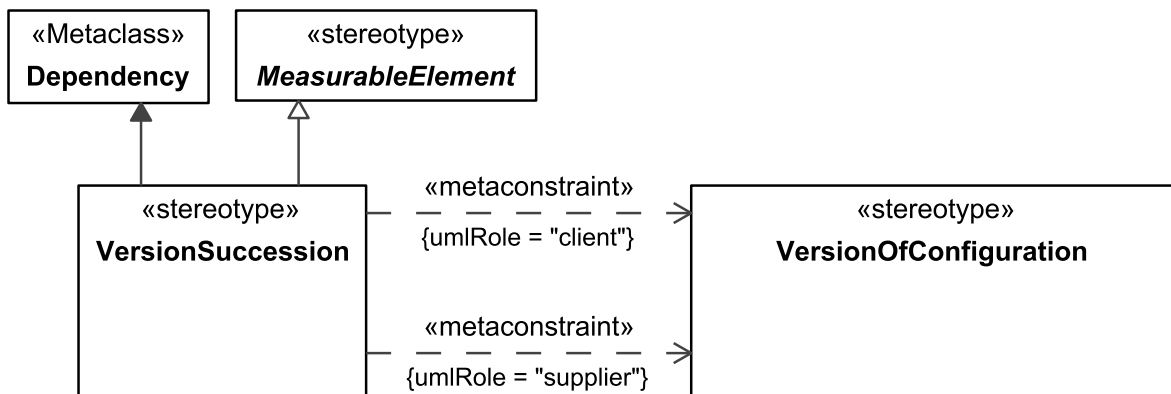 «Metaclass»
Dependency
«stereotype»
MeasurableElement
«stereotype»
VersionSuccession
«metaconstraint»
{umlRole = "client"}
«metaconstraint»
{umlRole = "supplier"}
«stereotype»
VersionOfConfiguration